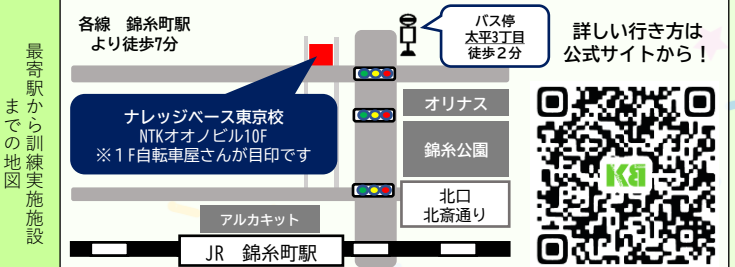 最寄駅から訓練実施施設
までの地図
各線 錦糸町駅
より徒歩7分
バス停
太平3丁目
徒歩2分
詳しい行き方は
公式サイトから！
ナレッジベース東京校
NTKオオノビル10F
※1F自転車屋さんが目印です
オリナス
錦糸公園
北口
北斎通り
アルカキット
JR 錦糸町駅
KB